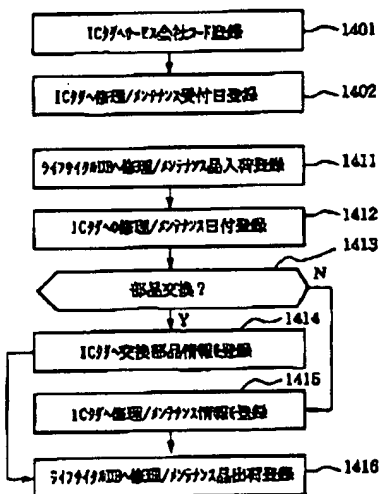 ICタグへサービス会社コード登録
1401
ICタグへ修理/メンテナンス受付日登録
1402
ライフサイクルDBへ修理/メンテナンス品入荷登録
1411
ICタグへの修理/メンテナンス日付登録
1412
1413
部品交換?
N
Y
1414
ICタグへ交換部品情報を登録
1415
ICタグへ修理/メンテナンス情報を登録
ライフサイクルDBへ修理/メンテナンス品出荷登録
1416